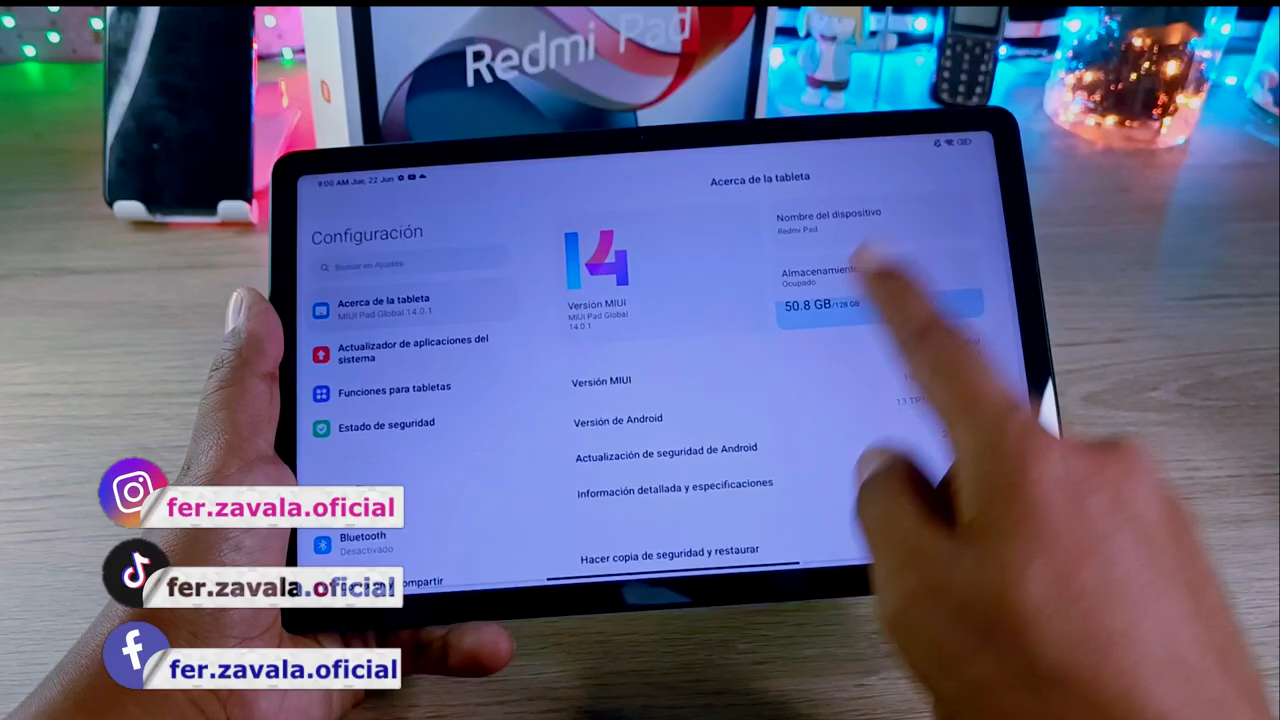 Redmi Pad
9:00 AM Jue, 22 Jun
Acerca de la tableta
Configuración
Buscar en Ajustes
Acerca de la tableta
MIUI Pad Global 14.0.1
Actualizador de aplicaciones del
sistema
Funciones para tabletas
Estado de seguridad
Bluetooth
Desactivado
14
Versión MIUI
MIUI Pad Global
14.0.1
Nombre del dispositivo
Redmi Pad
Almacenamiento
Ocupado
50.8 GB/128 GB
Versión MIUI
Versión de Android
Actualización de seguridad de Android
Información detallada y especificaciones
Hacer copia de seguridad y restaurar
fer.zavala.oficial
fer.zavala.oficial
fer.zavala.oficial